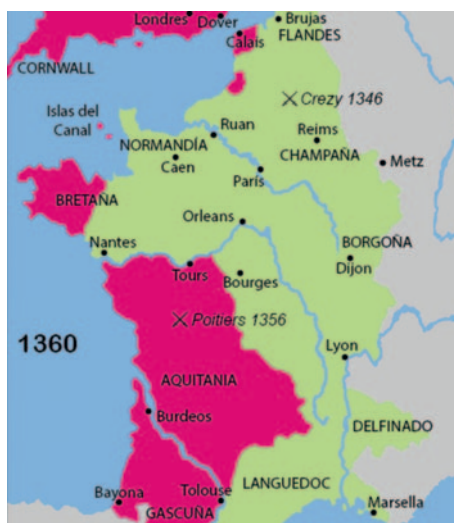 Londres
Dover
Brujas
FLANDES
Calais
CORNWALL
Crezy 1346
Islas del
Canal
Ruan
Reims
NORMANDÍA
Caen
CHAMPAÑA
Metz
París
BRETAÑA
Orleans
Nantes
BORGOÑA
Tours
Bourges
Dijon
Poitiers 1356
1360
Lyon
AQUITANIA
Burdeos
DELFINADO
LANGUEDOC
Bayona
Tolouse
GASCUÑA
Marsella